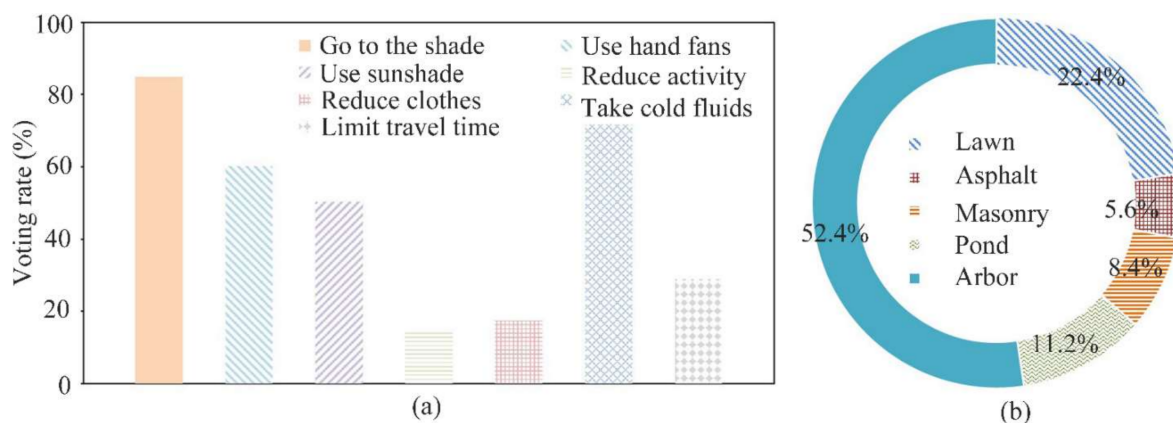 100
80
60
40
20
0
Voting rate (%)
Go to the shade
Use hand fans
Use sunshade
Reduce activity
Reduce clothes
Take cold fluids
Limit travel time
(a)
22.4%
5.6%
8.4%
11.2%
52.4%
Lawn
Asphalt
Masonry
Pond
Arbor
(b)